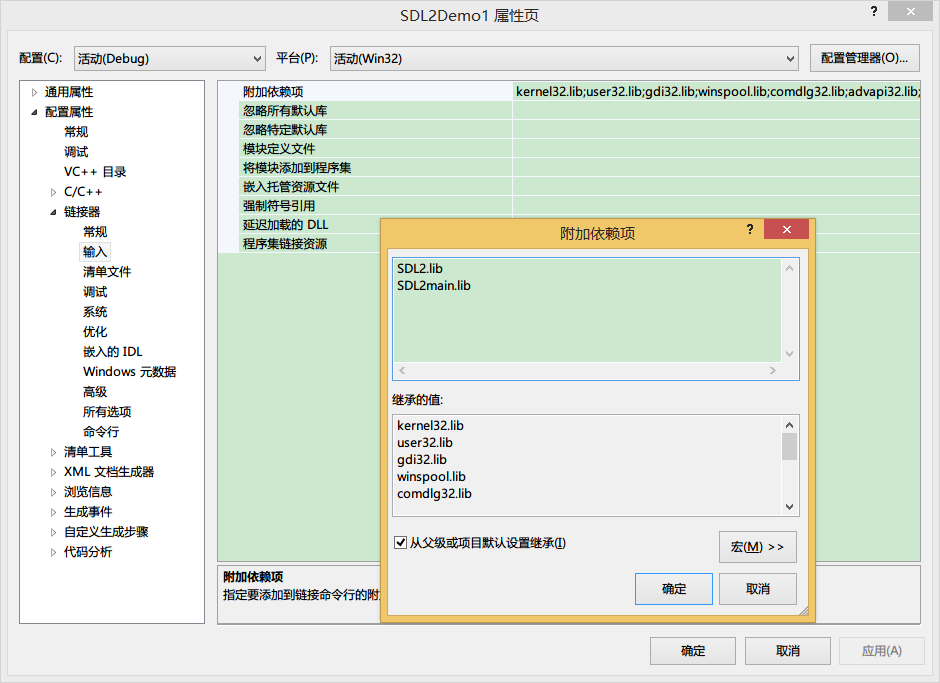 SDL2Demo1 属性页
?
配置(C):
活动(Debug)
平台(P):
活动(Win32)
配置管理器(O)...
通用属性
配置属性
常规
调试
VC++ 目录
C/C++
链接器
常规
输入
清单文件
调试
系统
优化
嵌入的 IDL
Windows 元数据
高级
所有选项
命令行
清单工具
XML 文档生成器
浏览信息
生成事件
自定义生成步骤
代码分析
附加依赖项 kernel32.lib;user32.lib;gdi32.lib;winspool.lib;comdlg32.lib;advapi32.lib;
忽略所有默认库
忽略特定默认库
模块定义文件
将模块添加到程序集
嵌入托管资源文件
强制符号引用
延迟加载的 DLL
程序集链接资源
附加依赖项
?
SDL2.lib
SDL2main.lib
继承的值:
kernel32.lib
user32.lib
gdi32.lib
winspool.lib
comdlg32.lib
从父级或项目默认设置继承(I)
宏(M) >>
确定
取消
附加依赖项
指定要添加到链接命令行的附
确定
取消
应用(A)